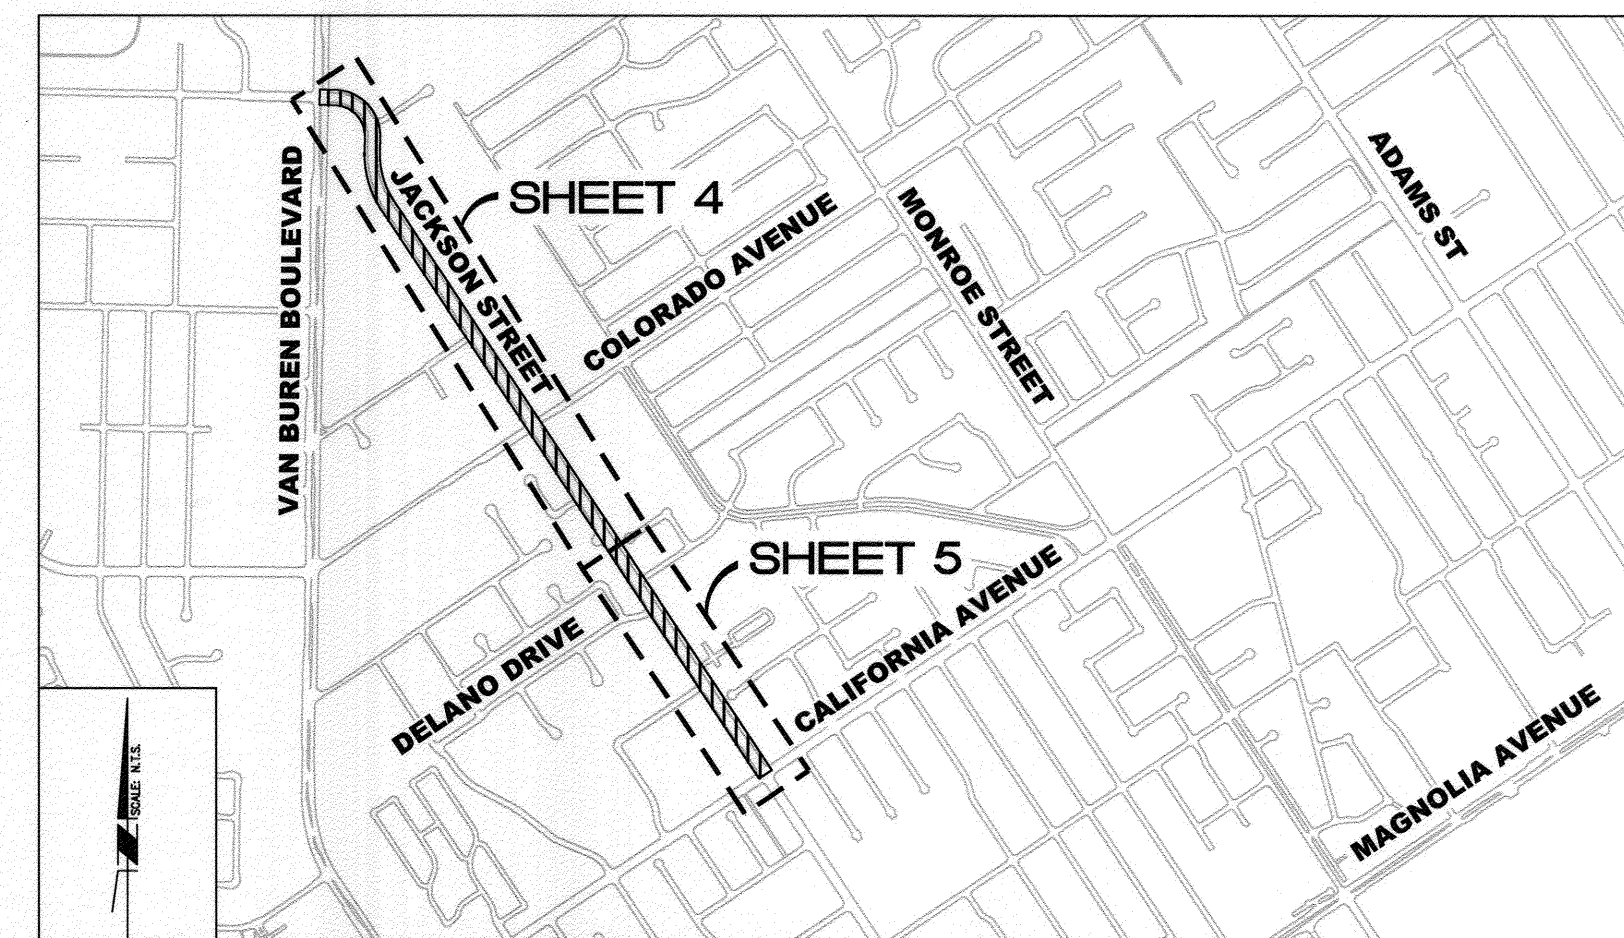 VAN BUREN BOULEVARD
JACKSON STREET
SHEET 4
COLORADO AVENUE
MONROE STREET
ADAMS ST
SHEET 5
DELANO DRIVE
CALIFORNIA AVENUE
MAGNOLIA AVENUE
SCALE: N.T.S.